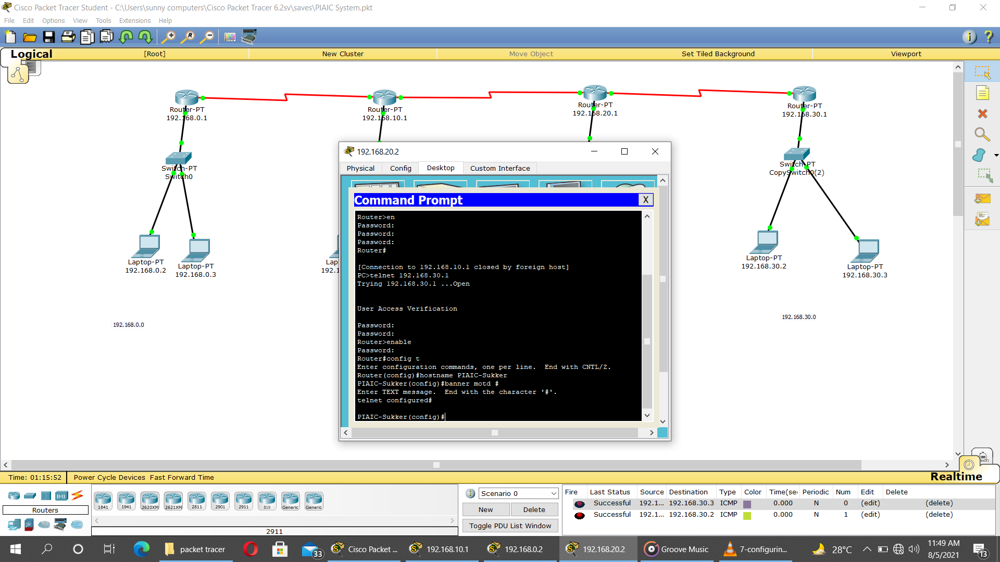 Cisco Packet Tracer Student - C:\Users\sunny computers\Cisco Packet Tracer 6.2sv\saves\PIAIC System.pkt
File Edit Options View Tools Extensions Help
Logical [Root] New Cluster Move Object Set Tiled Background Viewport
Router-PT
192.168.0.1
Router-PT
192.168.10.1
Router-PT
192.168.20.1
Router-PT
192.168.30.1
Switch-PT
Switch0
Switch-PT
CopySwitch0(2)
Laptop-PT
192.168.0.2
Laptop-PT
192.168.0.3
Lap
192.1
Laptop-PT
192.168.30.2
Laptop-PT
192.168.30.3
192.168.0.0
192.168.30.0
192.168.20.2
Physical Config Desktop Custom Interface
Command Prompt X
Router>en
Password:
Password:
Password:
Router#
[Connection to 192.168.10.1 closed by foreign host]
PC>telnet 192.168.30.1
Trying 192.168.30.1 ...Open
User Access Verification
Password:
Password:
Router>enable
Password:
Router#config t
Enter configuration commands, one per line.  End with CNTL/Z.
Router(config)#hostname PIAIC-Sukker
PIAIC-Sukker(config)#banner motd #
Enter TEXT message.  End with the character '#'.
telnet configured#
PIAIC-Sukker(config)#
Time: 01:15:52 Power Cycle Devices Fast Forward Time Realtime
Routers
1841 1941 2620XM 2621XM 2811 2901 2911 819 Generic Generic
2911
Scenario 0
New Delete
Toggle PDU List Window
Fire Last Status Source Destination Type Color Time(sec Periodic Num Edit Delete
Successful 192.1... 192.168.30.3 ICMP 0.000 N 0 (edit) (delete)
Successful 192.1... 192.168.30.2 ICMP 0.000 N 1 (edit) (delete)
packet tracer 33 Cisco Packet ... 192.168.10.1 192.168.0.2 192.168.20.2 Groove Music 7-configurin... 28°C 11:49 AM
8/5/2021 13